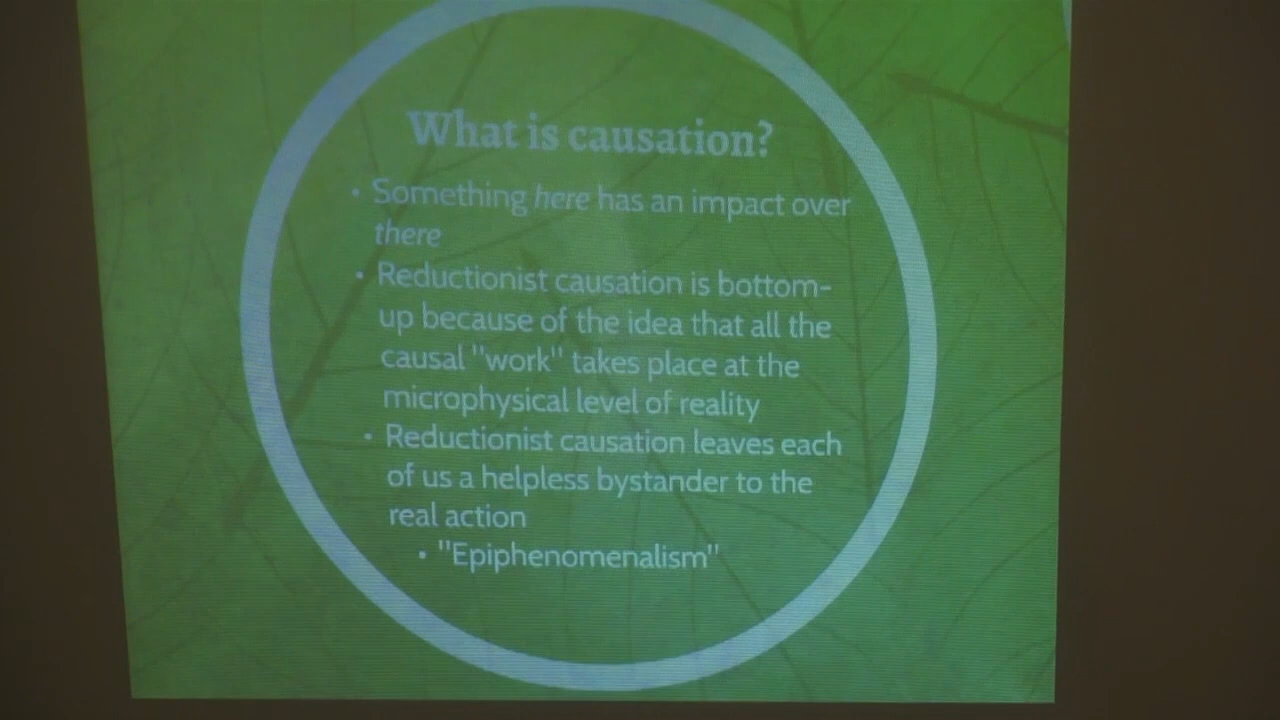 What is causation?
• Something here has an impact over
there
• Reductionist causation is bottom-
up because of the idea that all the
causal "work" takes place at the
microphysical level of reality
• Reductionist causation leaves each
of us a helpless bystander to the
real action
• "Epiphenomenalism"